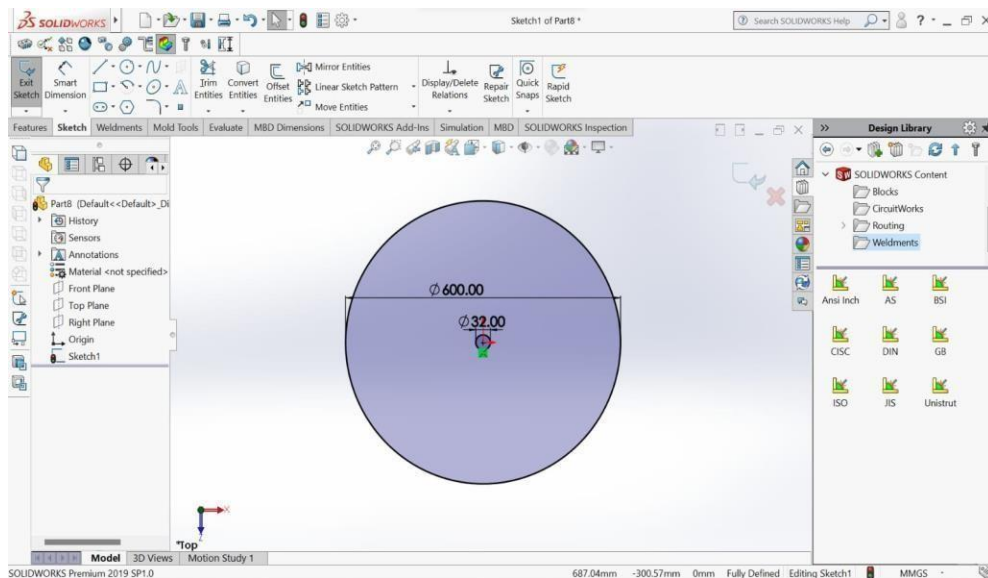 SOLIDWORKS
Sketch1 of Part8 *
Search SOLIDWORKS Help
Exit Sketch
Smart Dimension
Trim Entities
Convert Entities
Offset Entities
Mirror Entities
Linear Sketch Pattern
Move Entities
Display/Delete Relations
Repair Sketch
Quick Snaps
Rapid Sketch
Features Sketch Weldments Mold Tools Evaluate MBD Dimensions SOLIDWORKS Add-Ins Simulation MBD SOLIDWORKS Inspection
Part8 (Default<<Default>_Di
History
Sensors
Annotations
Material <not specified>
Front Plane
Top Plane
Right Plane
Origin
Sketch1
∅600.00
∅32.00
X
Z
*Top
Design Library
SOLIDWORKS Content
Blocks
CircuitWorks
Routing
Weldments
Ansi Inch AS BSI
CISC DIN GB
ISO JIS Unistrut
Model 3D Views Motion Study 1
SOLIDWORKS Premium 2019 SP1.0 687.04mm -300.57mm 0mm Fully Defined Editing Sketch1 MMGS